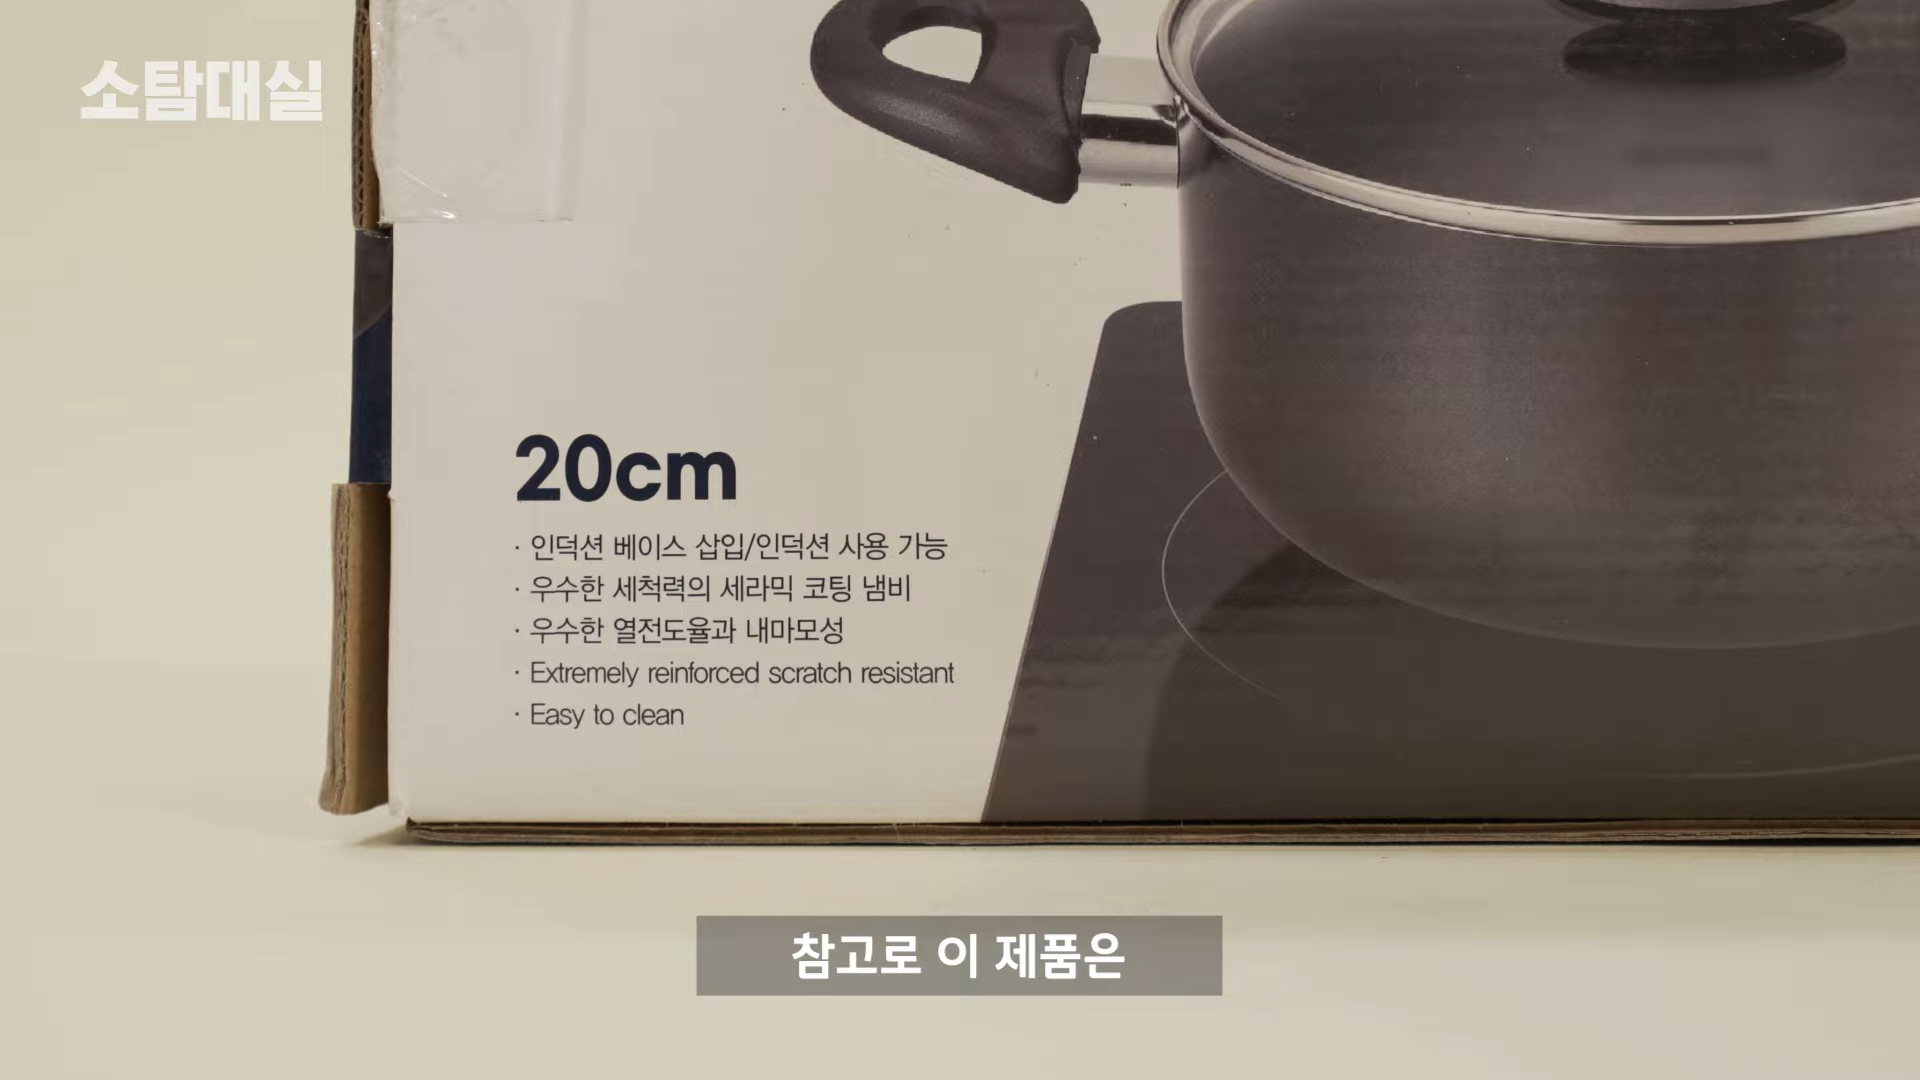 소탐대실
20cm
· 인덕션 베이스 삽입/인덕션 사용 가능
· 우수한 세척력의 세라믹 코팅 냄비
· 우수한 열전도율과 내마모성
· Extremely reinforced scratch resistant
· Easy to clean
참고로 이 제품은